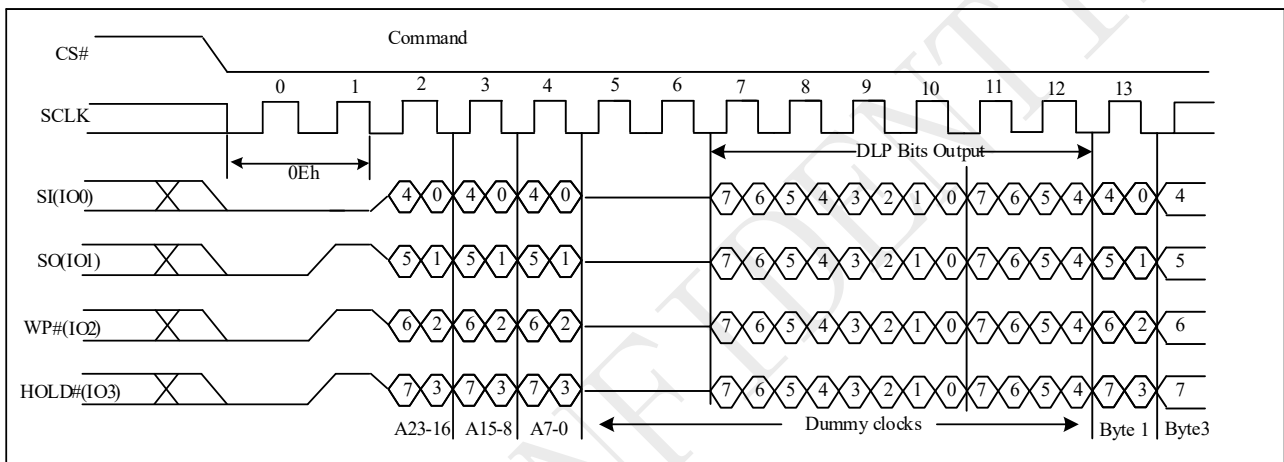 Command
CS#
0 1 2 3 4 5 6 7 8 9 10 11 12 13
SCLK
0Eh
DLP Bits Output
SI(IO0) 4 0 4 0 4 0 7 6 5 4 3 2 1 0 7 6 5 4 4 0 4
SO(IO1) 5 1 5 1 5 1 7 6 5 4 3 2 1 0 7 6 5 4 5 1 5
WP#(IO2) 6 2 6 2 6 2 7 6 5 4 3 2 1 0 7 6 5 4 6 2 6
HOLD#(IO3) 7 3 7 3 7 3 7 6 5 4 3 2 1 0 7 6 5 4 7 3 7
A23-16 A15-8 A7-0 Dummy clocks Byte 1 Byte3